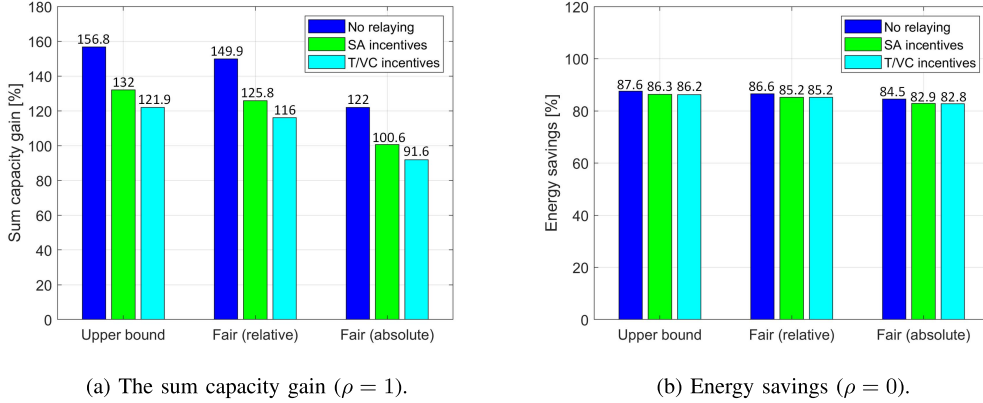 180
160
140
120
100
80
60
40
20
0
Sum capacity gain [%]
No relaying
SA incentives
T/VC incentives
156.8
132
121.9
149.9
125.8
116
122
100.6
91.6
Upper bound
Fair (relative)
Fair (absolute)
(a) The sum capacity gain (ρ = 1).
120
100
80
60
40
20
0
Energy savings [%]
No relaying
SA incentives
T/VC incentives
87.6
86.3
86.2
86.6
85.2
85.2
84.5
82.9
82.8
Upper bound
Fair (relative)
Fair (absolute)
(b) Energy savings (ρ = 0).